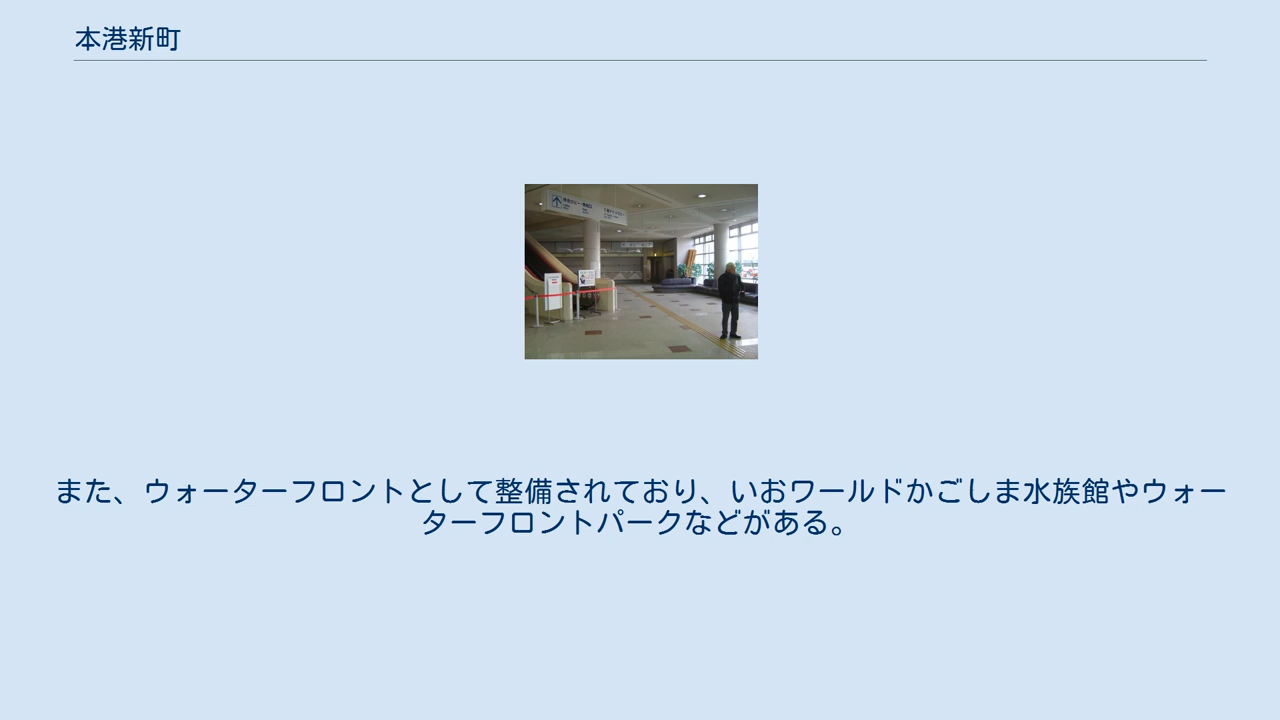 本港新町
また、ウォーターフロントとして整備されており、いおワールドかごしま水族館やウォー
ターフロントパークなどがある。